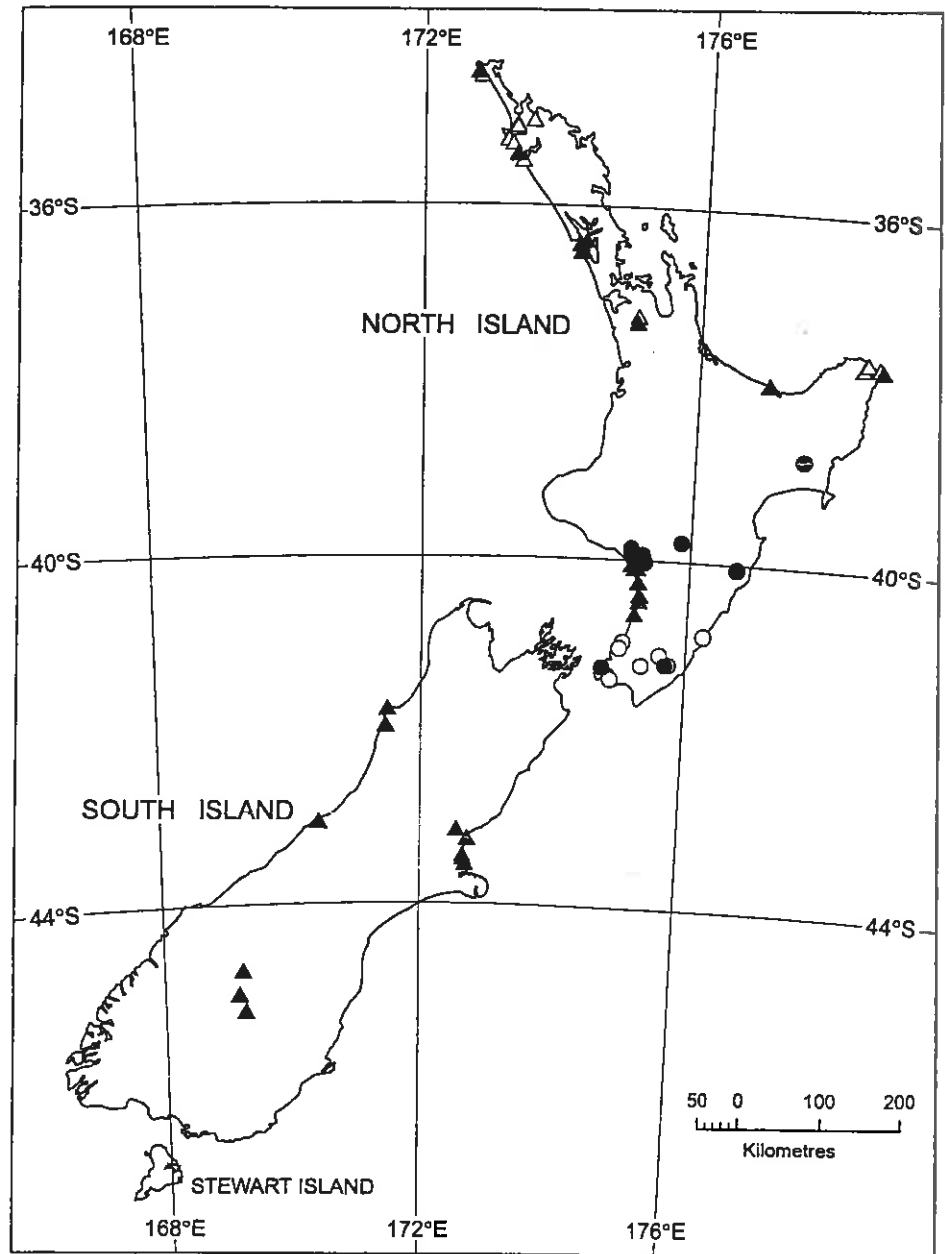 168°E 172°E 176°E
36°S 36°S
NORTH ISLAND
40°S 40°S
SOUTH ISLAND
44°S 44°S
50 0 100 200
Kilometres
STEWART ISLAND
168°E 172°E 176°E